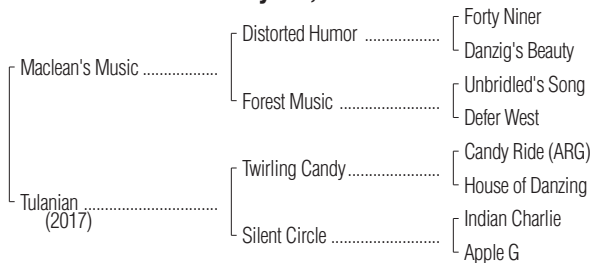 Forty Niner
Distorted Humor ..................
Danzig's Beauty
Maclean's Music ..................
Unbridled's Song
Forest Music ........................
Defer West
Candy Ride (ARG)
Twirling Candy......................
House of Danzing
Tulanian ................................
(2017)
Indian Charlie
Silent Circle ..........................
Apple G